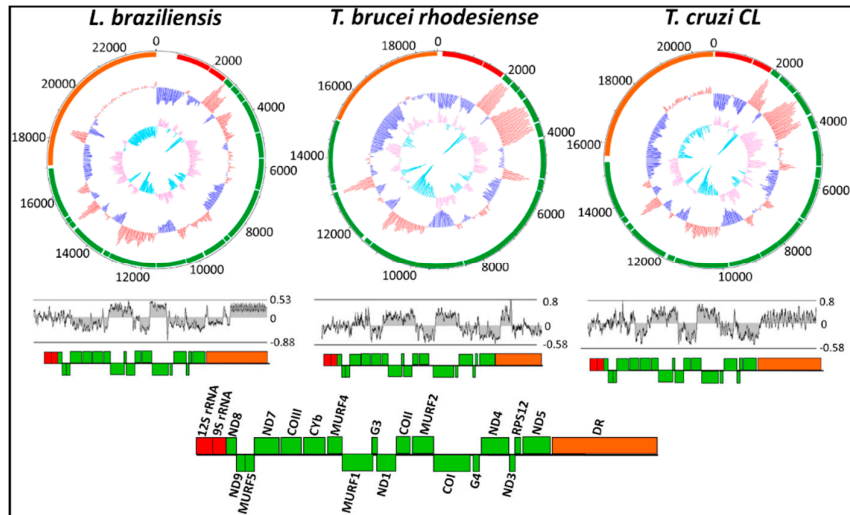 L. braziliensis T. brucei rhodesiense T. cruzi CL
0 2000 4000 6000 8000 10000 12000 14000 16000 18000 20000 22000
0 2000 4000 6000 8000 10000 12000 14000 16000 18000
0 2000 4000 6000 8000 10000 12000 14000 16000 18000 20000
0.53 0 -0.88
0.8 0 -0.58
0.8 0 -0.58
12S rRNA 9S rRNA ND8 ND7 COIII CYb MURF4 G3 COII MURF2 ND4 RPS12 ND5 DR
ND9 MURF5 MURF1 ND1 COI G4 ND3